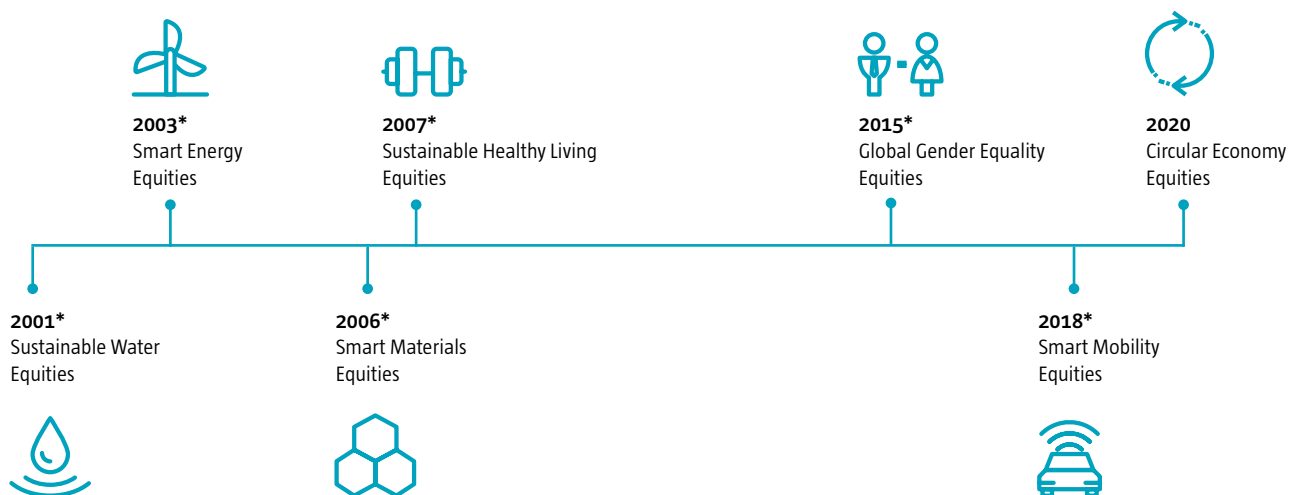 2003*
Smart Energy
Equities
2007*
Sustainable Healthy Living
Equities
2015*
Global Gender Equality
Equities
2020
Circular Economy
Equities
2001*
Sustainable Water
Equities
2006*
Smart Materials
Equities
2018*
Smart Mobility
Equities